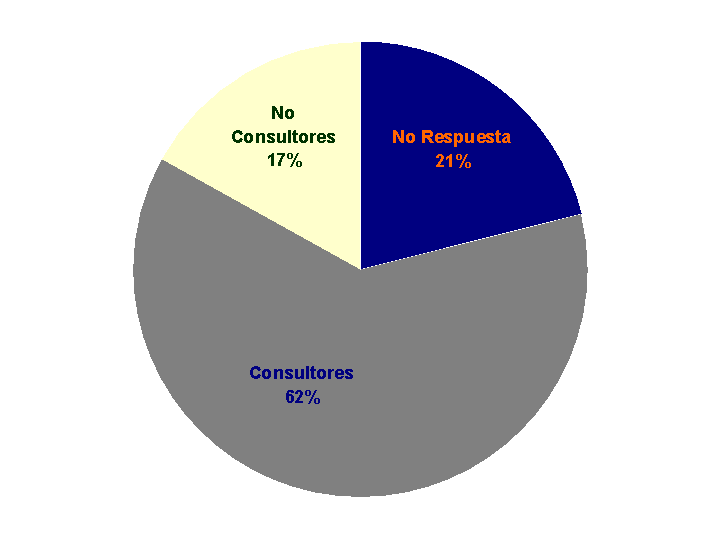 No
Consultores
17%
No Respuesta
21%
Consultores
62%